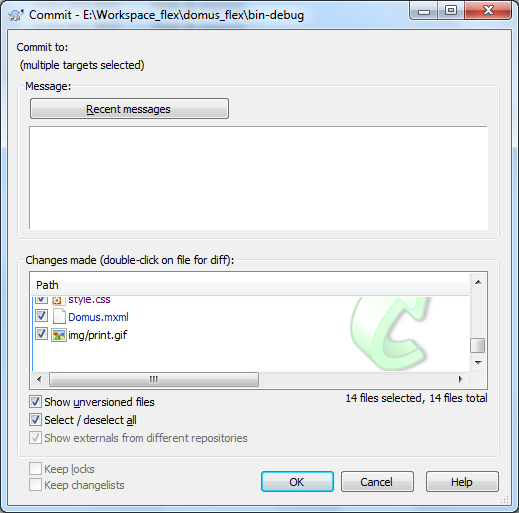 Commit - E:\Workspace_flex\domus_flex\bin-debug
Commit to:
(multiple targets selected)
Message:
Recent messages
Changes made (double-click on file for diff):
Path
style.css
Domus.mxml
img/print.gif
Show unversioned files
14 files selected, 14 files total
Select / deselect all
Show externals from different repositories
Keep locks
Keep changelists
OK
Cancel
Help